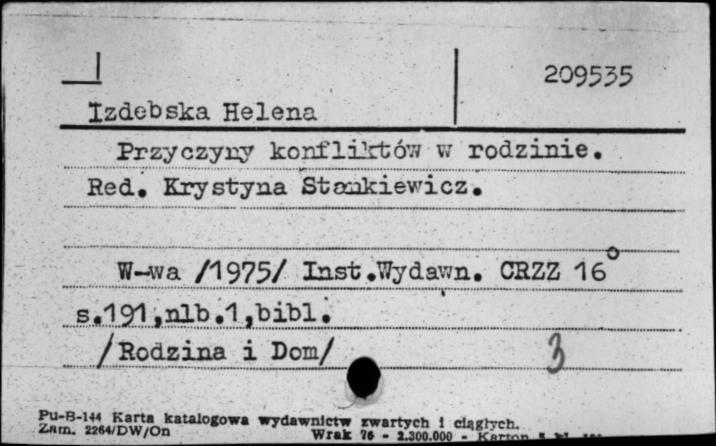 209535
Izdebska Helena
Przyczyny konfliktów w rodzinie.
Red. Krystyna Stankiewicz.
W-wa /1975/ Inst.Wydawn. CRZZ 16°
s.191,nlb.1,bibl.
/Rodzina i Dom/ 3
Pu-B-144 Karta katalogowa wydawnictw zwartych i ciągłych.
Zam. 2264/DW/On Wrak 76 - 2.300.000 - Karton